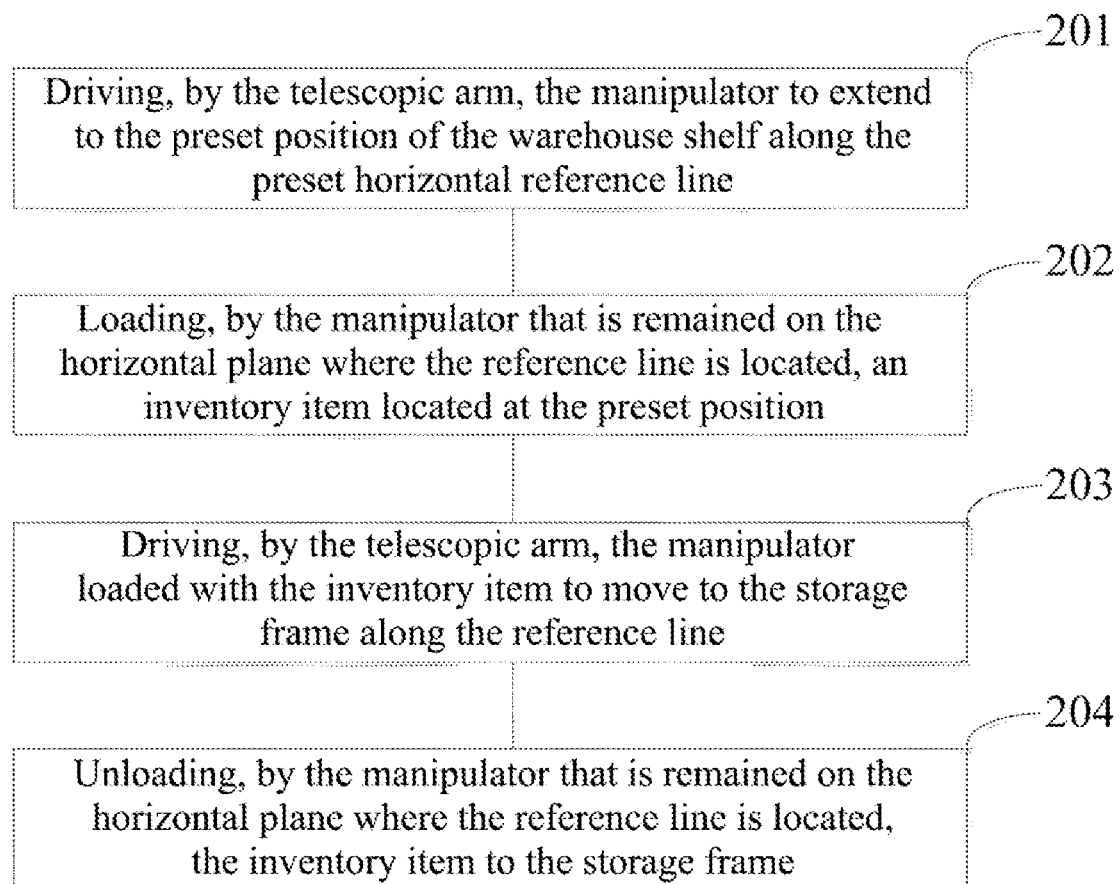 201
Driving, by the telescopic arm, the manipulator to extend
to the preset position of the warehouse shelf along the
preset horizontal reference line
202
Loading, by the manipulator that is remained on the
horizontal plane where the reference line is located, an
inventory item located at the preset position
203
Driving, by the telescopic arm, the manipulator
loaded with the inventory item to move to the storage
frame along the reference line
204
Unloading, by the manipulator that is remained on the
horizontal plane where the reference line is located,
the inventory item to the storage frame